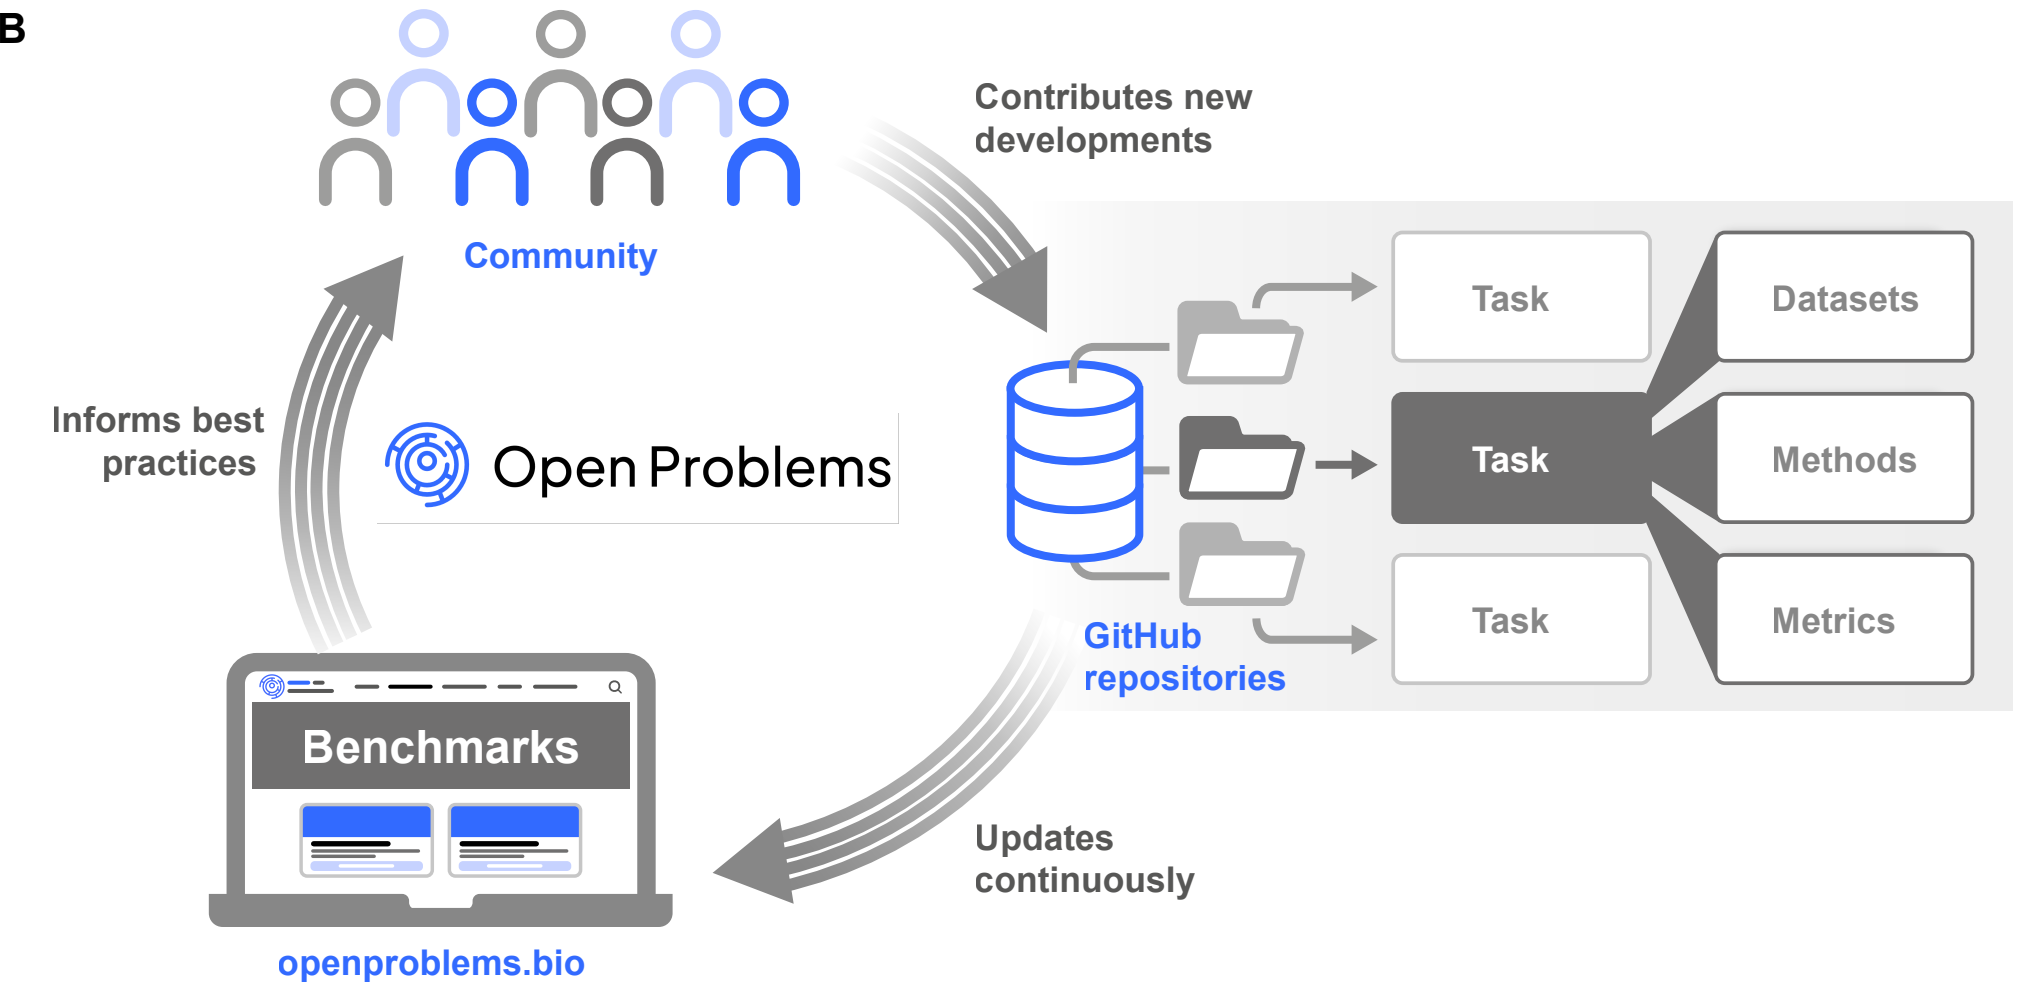 B
Contributes new
developments
Community
Task
Datasets
Informs best
practices
Open Problems
Task
Methods
Task
Metrics
GitHub
repositories
Benchmarks
Updates
continuously
openproblems.bio